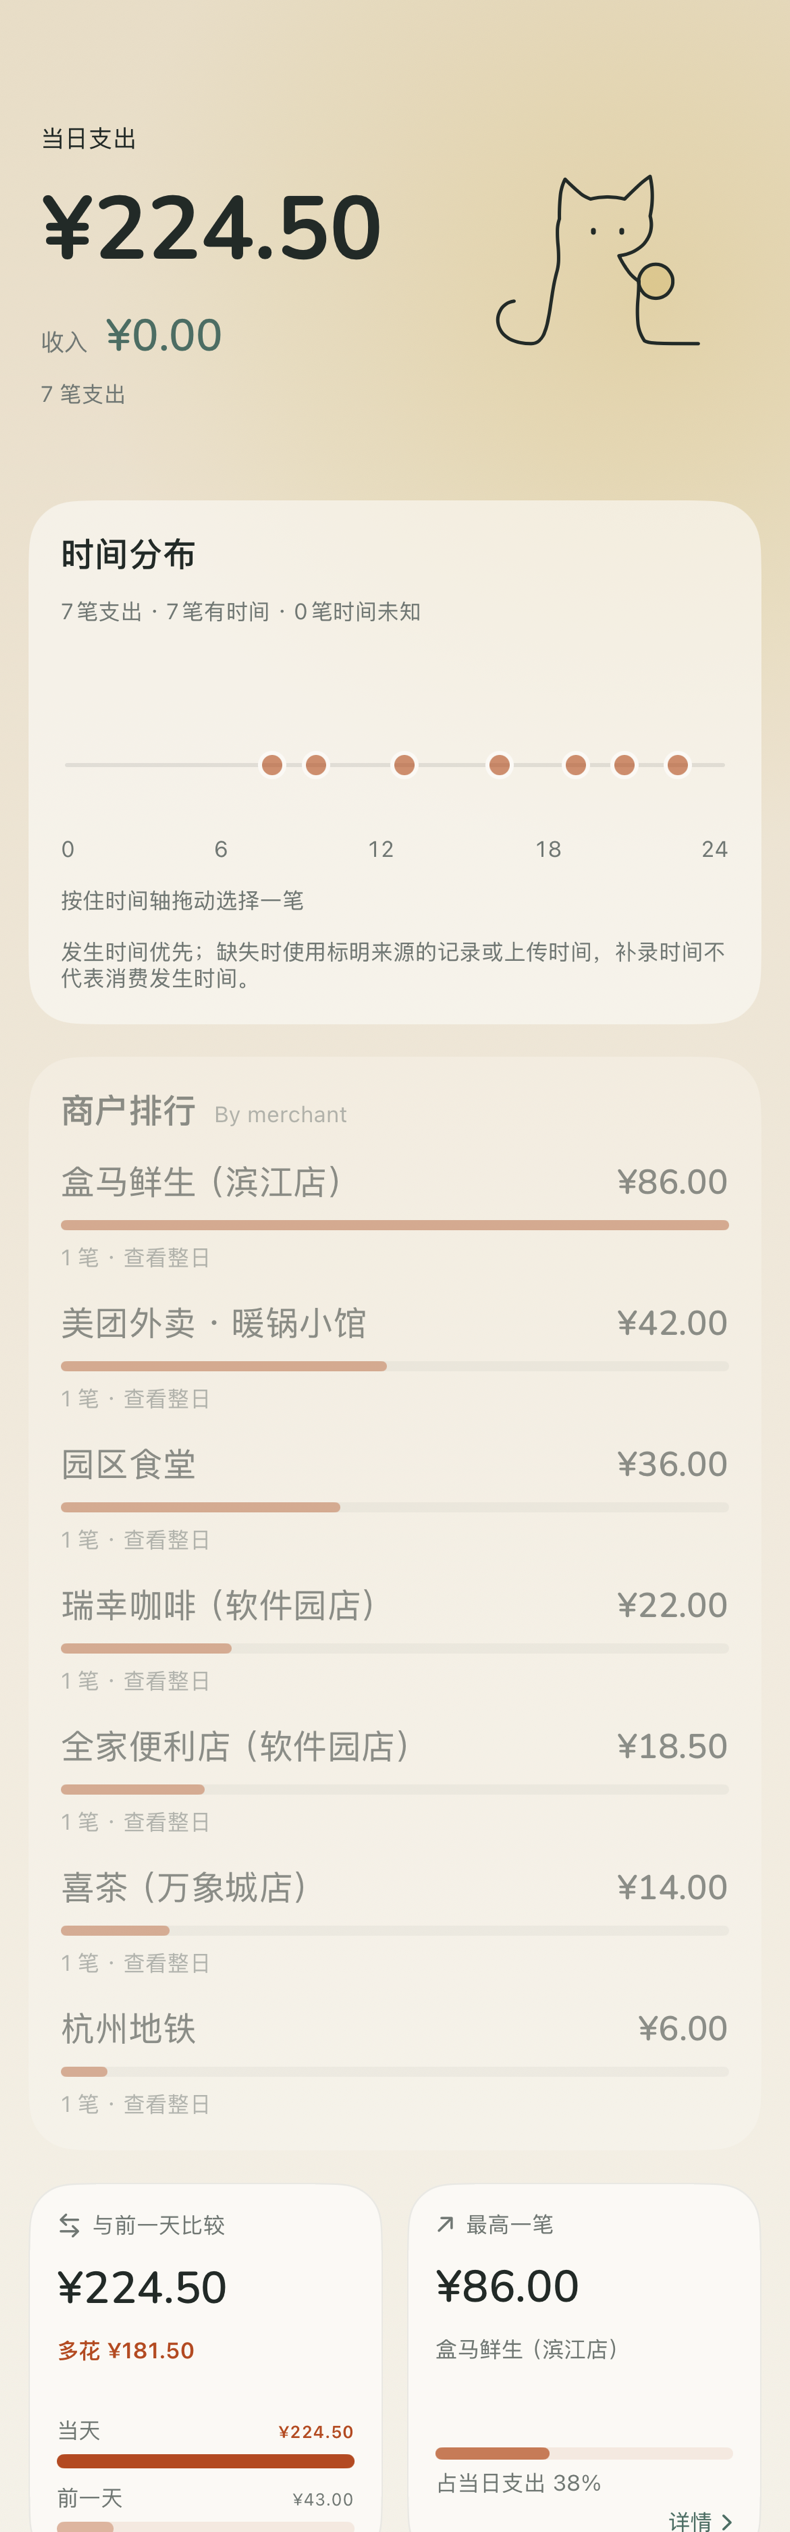 当日支出
¥224.50
收入 ¥0.00
7 笔支出
时间分布
7笔支出 · 7笔有时间 · 0笔时间未知
0 6 12 18 24
按住时间轴拖动选择一笔
发生时间优先；缺失时使用标明来源的记录或上传时间，补录时间不
代表消费发生时间。
商户排行 By merchant
盒马鲜生（滨江店） ¥86.00
1 笔 · 查看整日
美团外卖 · 暖锅小馆 ¥42.00
1 笔 · 查看整日
园区食堂 ¥36.00
1 笔 · 查看整日
瑞幸咖啡（软件园店） ¥22.00
1 笔 · 查看整日
全家便利店（软件园店） ¥18.50
1 笔 · 查看整日
喜茶（万象城店） ¥14.00
1 笔 · 查看整日
杭州地铁 ¥6.00
1 笔 · 查看整日
与前一天比较
¥224.50
多花 ¥181.50
当天 ¥224.50
前一天 ¥43.00
最高一笔
¥86.00
盒马鲜生（滨江店）
占当日支出 38%
详情